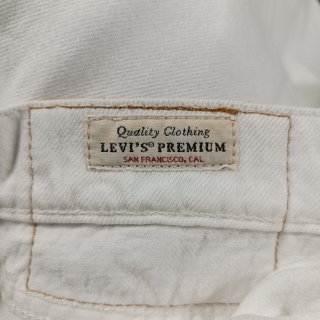 Quality Clothing
LEVI'S® PREMIUM
SAN FRANCISCO, CAL.